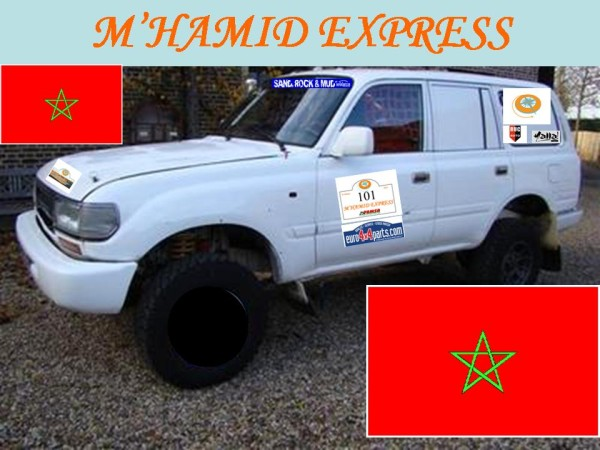 M'HAMID EXPRESS
SAND, ROCK & MUD
101
M'HAMID EXPRESS
euro4x4parts.com